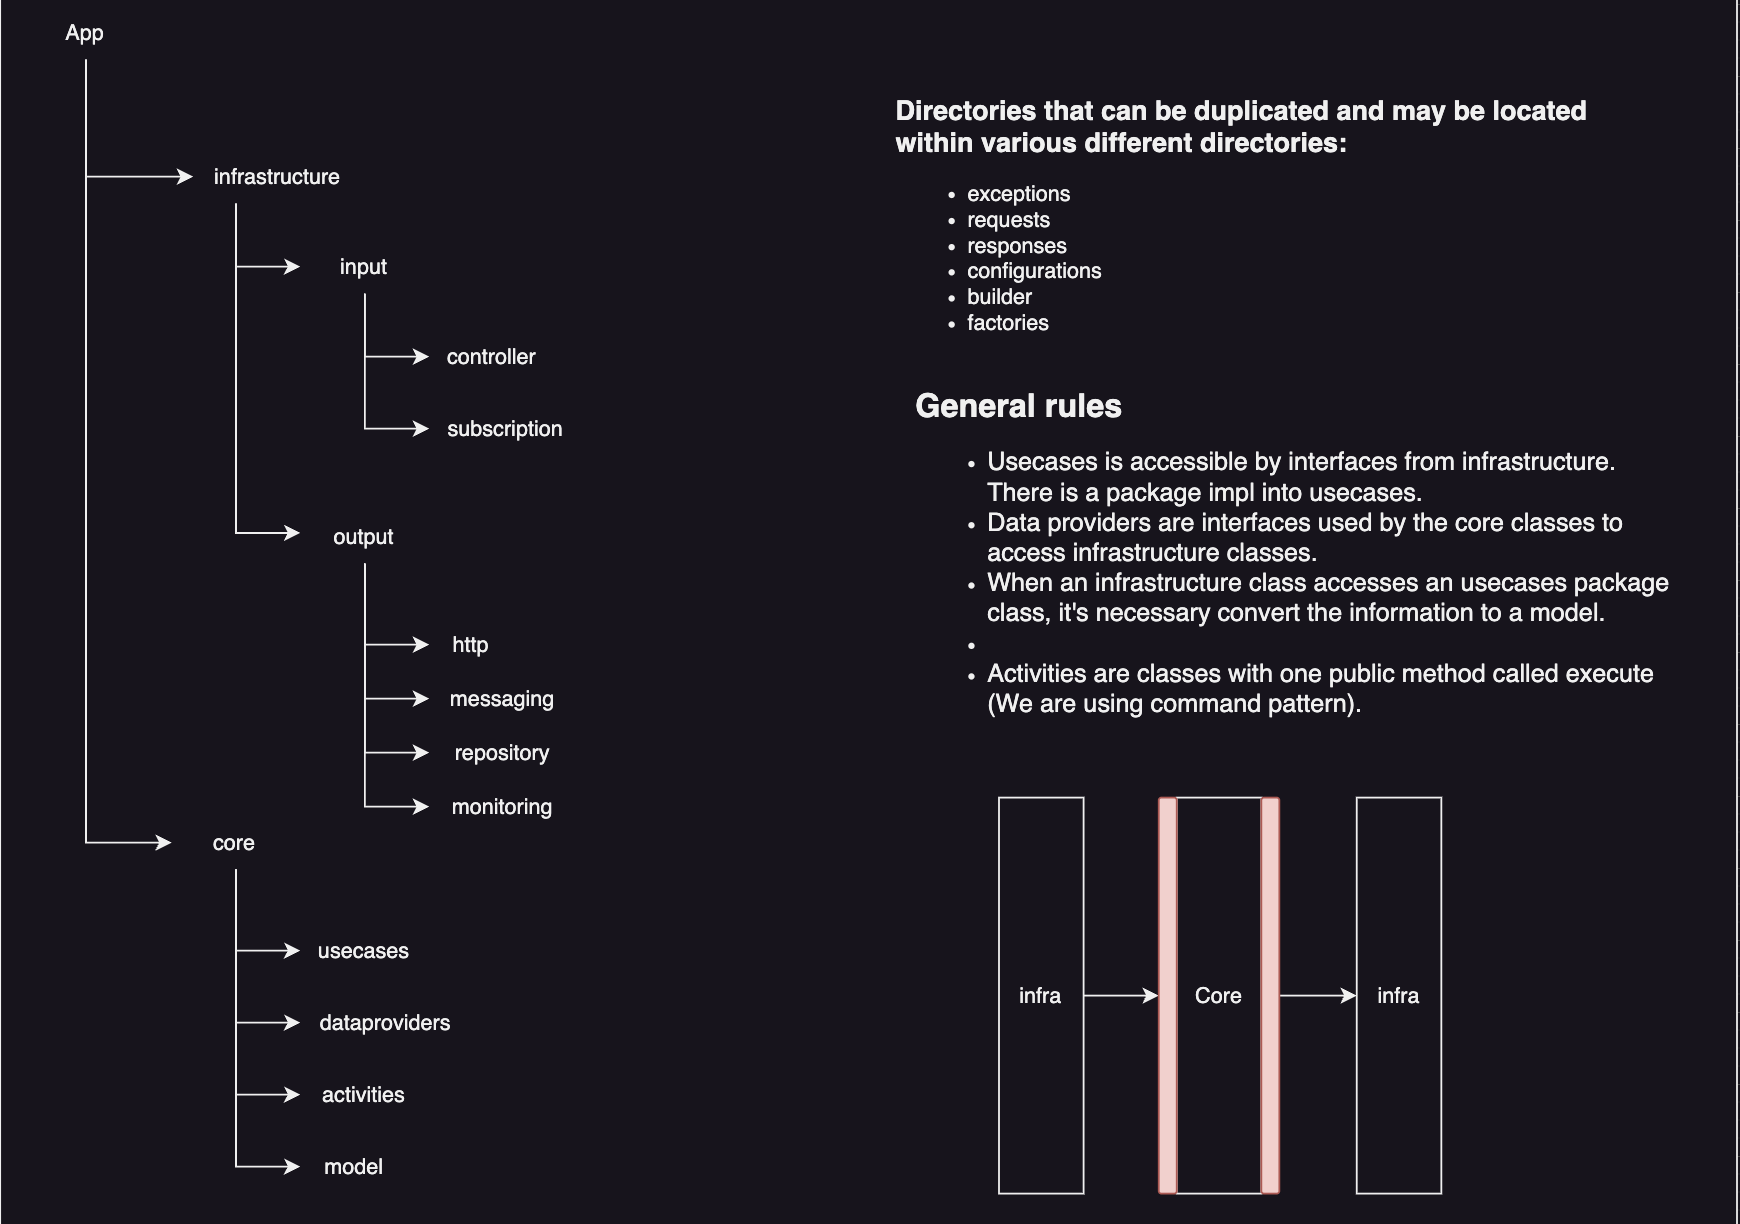 App
infrastructure
input
controller
subscription
output
http
messaging
repository
monitoring
core
usecases
dataproviders
activities
model
Directories that can be duplicated and may be located
within various different directories:
• exceptions
• requests
• responses
• configurations
• builder
• factories
General rules
• Usecases is accessible by interfaces from infrastructure.
There is a package impl into usecases.
• Data providers are interfaces used by the core classes to
access infrastructure classes.
• When an infrastructure class accesses an usecases package
class, it's necessary convert the information to a model.
•
• Activities are classes with one public method called execute
(We are using command pattern).
infra
Core
infra